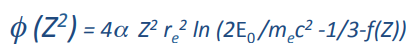 ϕ(Z²) = 4α Z² rₑ² ln (2E₀/mₑc² -1/3-f(Z))